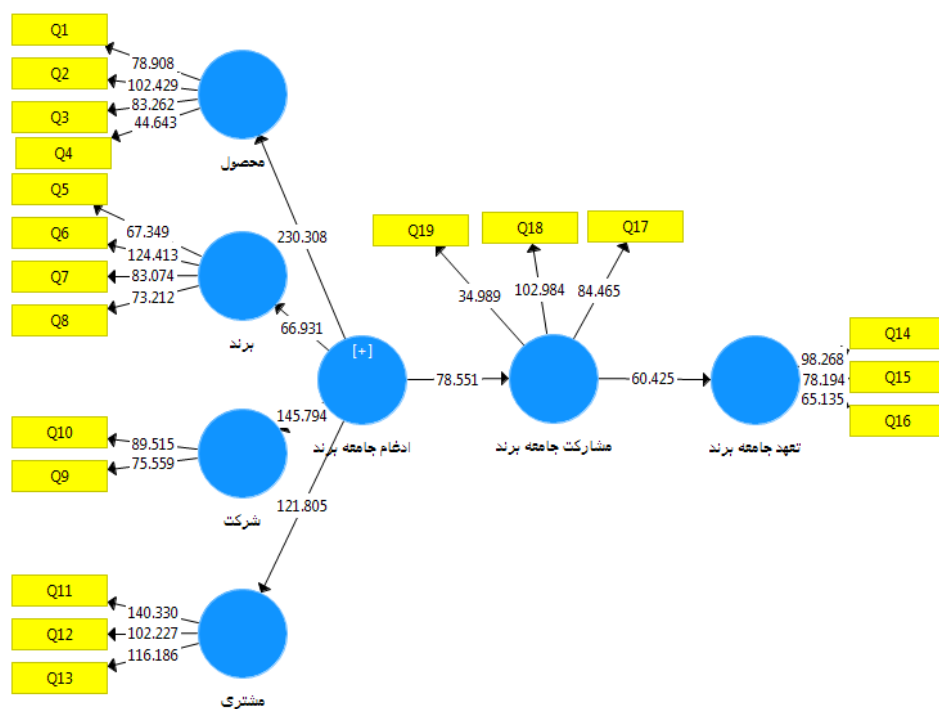 Q1
Q2
Q3
Q4
78.908
102.429
83.262
44.643
محصول
Q5
Q6
Q7
Q8
67.349
124.413
83.074
73.212
برند
230.308
66.931
Q10
Q9
89.515
75.559
شرکت
145.794
Q11
Q12
Q13
140.330
102.227
116.186
مشتری
121.805
[+]
ادغام جامعه برند
78.551
Q19
Q18
Q17
34.989
102.984
84.465
مشارکت جامعه برند
60.425
تعهد جامعه برند
98.268
78.194
65.135
Q14
Q15
Q16